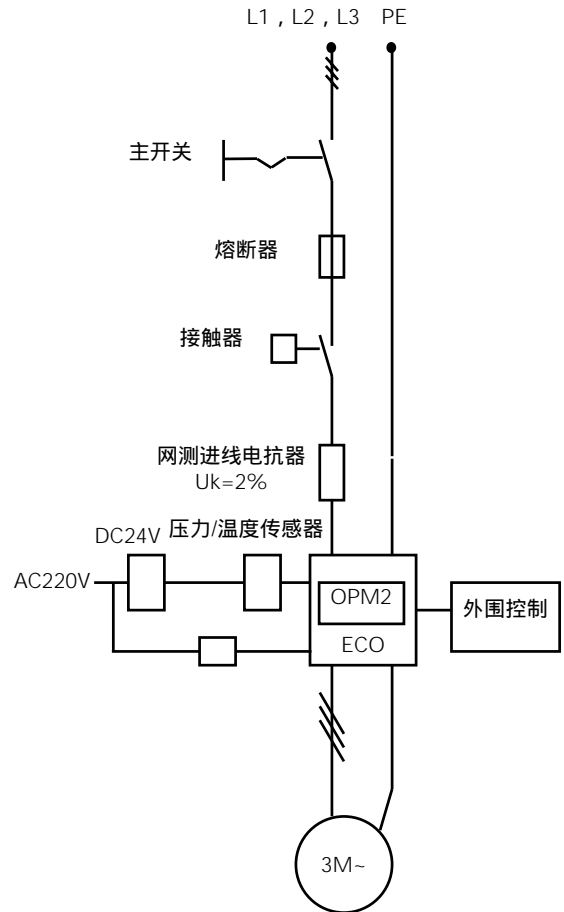 L1 , L2 , L3 PE
主开关
熔断器
接触器
网测进线电抗器
Uk=2%
DC24V 压力/温度传感器
AC220V
OPM2
外围控制
ECO
3M~